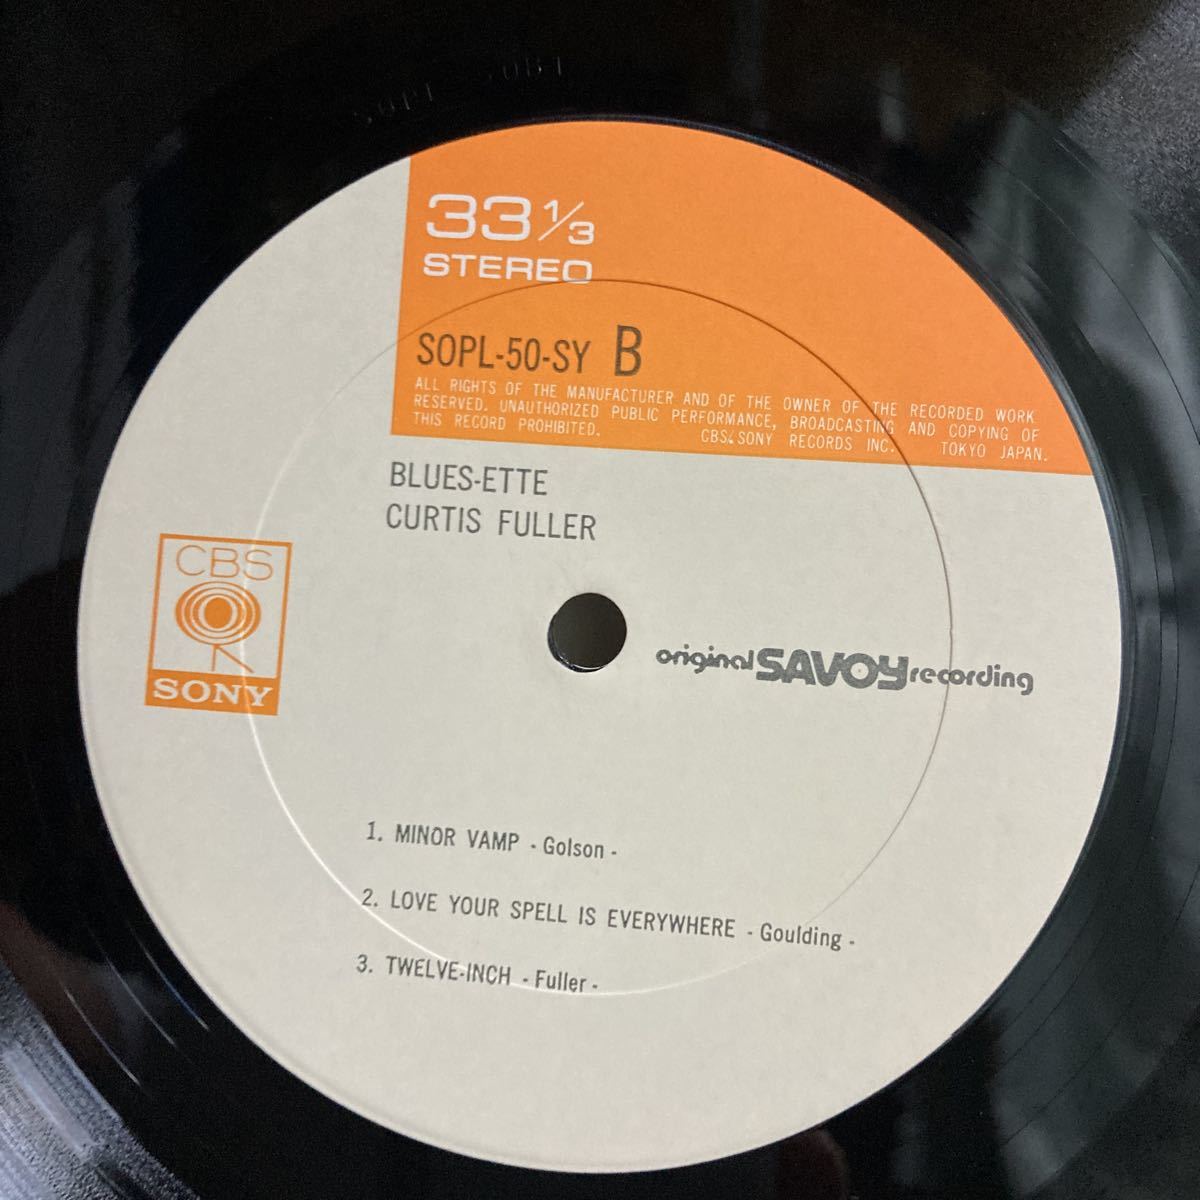 33 1/3
STEREO
SOPL-50-SY B
ALL RIGHTS OF THE MANUFACTURER AND OF THE OWNER OF THE RECORDED WORK
RESERVED. UNAUTHORIZED PUBLIC PERFORMANCE, BROADCASTING AND COPYING OF
THIS RECORD PROHIBITED. CBS/SONY RECORDS INC. TOKYO JAPAN.
BLUES-ETTE
CURTIS FULLER
CBS
SONY
original SAVOY recording
1. MINOR VAMP - Golson -
2. LOVE YOUR SPELL IS EVERYWHERE - Goulding -
3. TWELVE-INCH - Fuller -